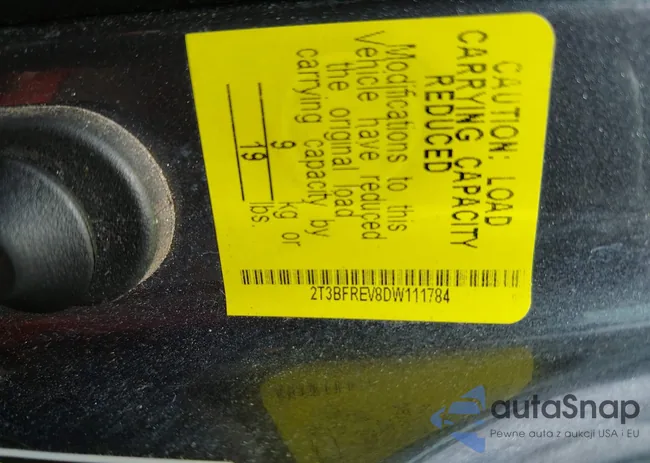 CAUTION: LOAD
CARRYING CAPACITY
REDUCED
Modifications to this
Vehicle have reduced
the original load
carrying capacity by
9 kg or
19 lbs.
2T3BFREV8DW111784
autoSnap
Pewne auta z aukcji USA i EU